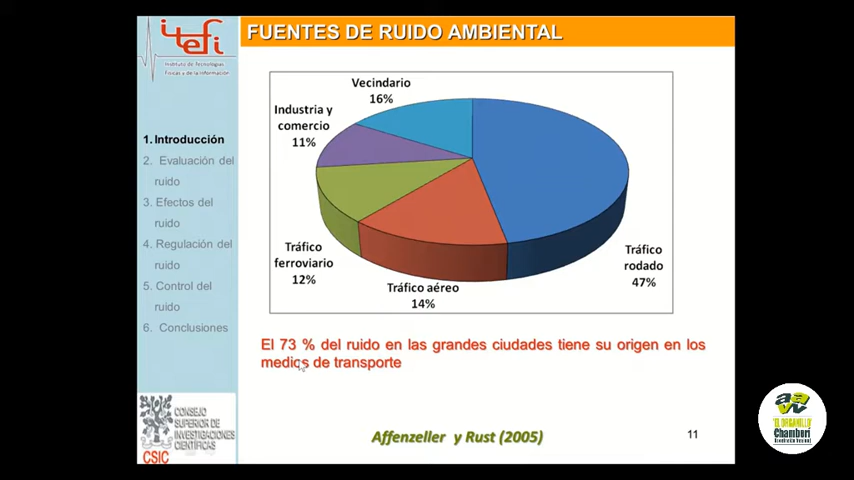 FUENTES DE RUIDO AMBIENTAL
itefi
Instituto de Tecnologías
Físicas y de la Información
1. Introducción
2. Evaluación del
ruido
3. Efectos del
ruido
4. Regulación del
ruido
5. Control del
ruido
6. Conclusiones
Vecindario
16%
Industria y
comercio
11%
Tráfico
ferroviario
12%
Tráfico aéreo
14%
Tráfico
rodado
47%
El 73 % del ruido en las grandes ciudades tiene su origen en los
medios de transporte
Affenzeller y Rust (2005)
11
CONSEJO
SUPERIOR DE
INVESTIGACIONES
CIENTÍFICAS
CSIC
aavv
"EL ORGANILLO"
Chamberí